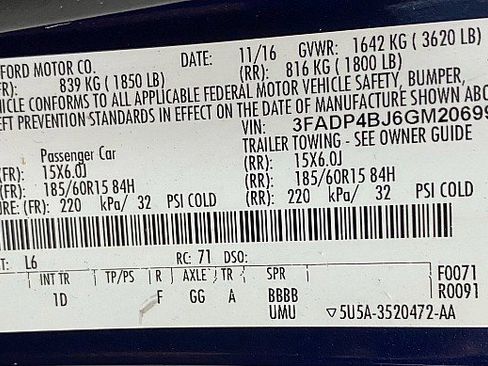 FORD MOTOR CO. DATE: 11/16 GVWR: 1642 KG ( 3620 LB)
FR): 839 KG ( 1850 LB) (RR): 816 KG ( 1800 LB)
HICLE CONFORMS TO ALL APPLICABLE FEDERAL MOTOR VEHICLE SAFETY, BUMPER,
EFT PREVENTION STANDARDS IN EFFECT ON THE DATE OF MANUFACTURE SHOWN ABO
VIN: 3FADP4BJ6GM20699
Passenger Car TRAILER TOWING - SEE OWNER GUIDE
(FR): 15X6.0J (RR): 15X6.0J
(FR): 185/60R15 84H (RR): 185/60R15 84H
URE: (FR): 220 kPa/ 32 PSI COLD (RR): 220 kPa/ 32 PSI COLD
T: L6 RC: 71 DSO:
INT TR TP/PS R AXLE TR SPR F0071
1D F GG A BBBB R0091
UMU ▽5U5A-3520472-AA